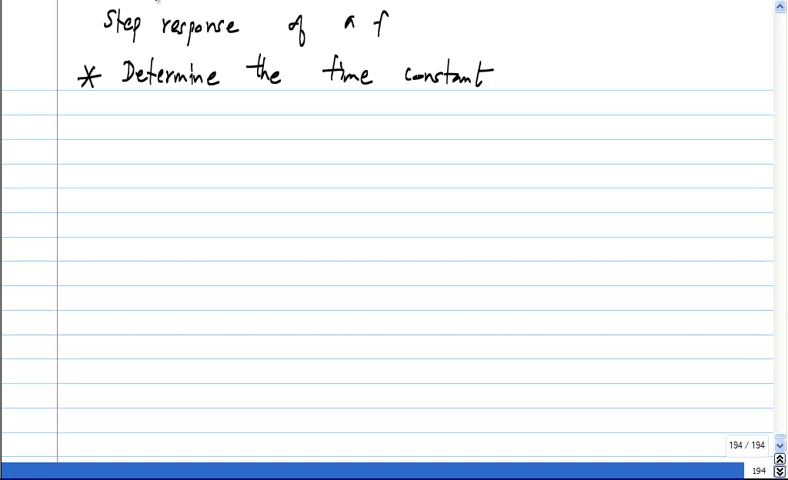 Step response of a f
* Determine the time constant
194 / 194
194